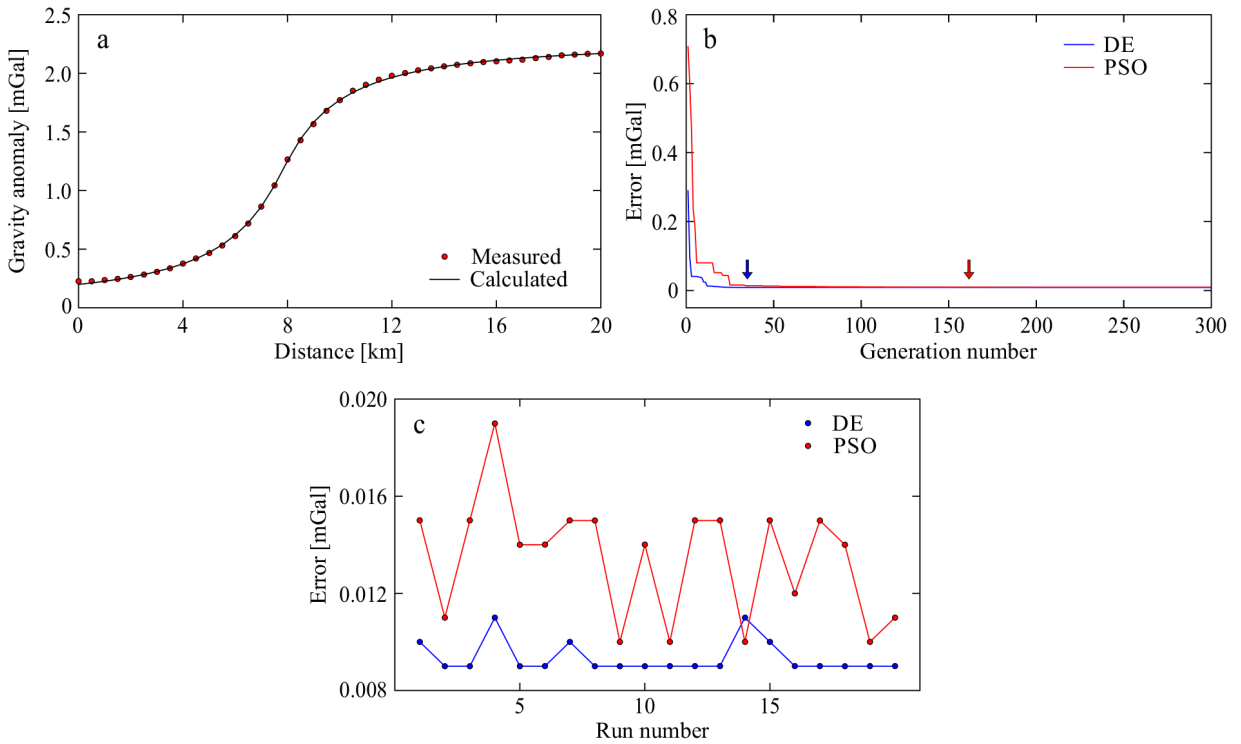 a
2.5
2.0
1.5
1.0
0.5
0
Gravity anomaly [mGal]
Measured
Calculated
0 4 8 12 16 20
Distance [km]
b
0.8
0.6
0.4
0.2
0
Error [mGal]
DE
PSO
0 50 100 150 200 250 300
Generation number
c
0.020
0.016
0.012
0.008
Error [mGal]
DE
PSO
5 10 15
Run number